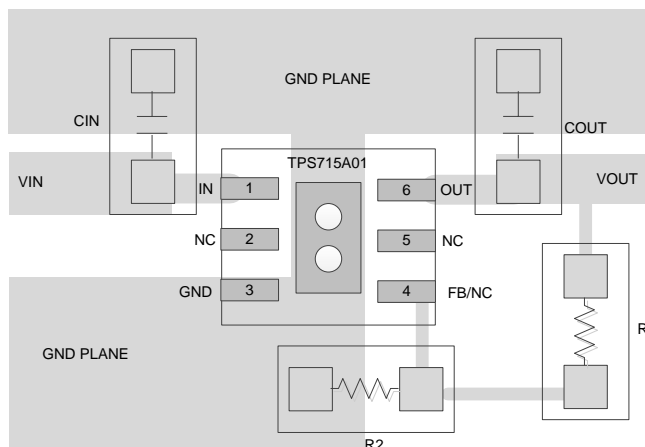 GND PLANE
CIN
COUT
TPS715A01
VIN
IN
1
6
OUT
VOUT
NC
2
5
NC
GND
3
4
FB/NC
GND PLANE
R
R2